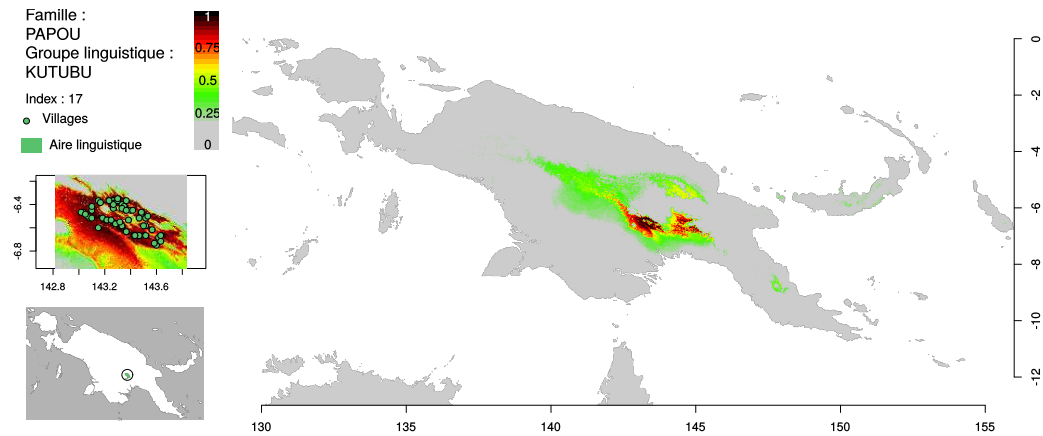 Famille :
PAPOU
Groupe linguistique :
KUTUBU
Index : 17
Villages
Aire linguistique
1
0.75
0.5
0.25
0
-6.4
-6.8
142.8 143.2 143.6
0
-2
-4
-6
-8
-10
-12
130 135 140 145 150 155